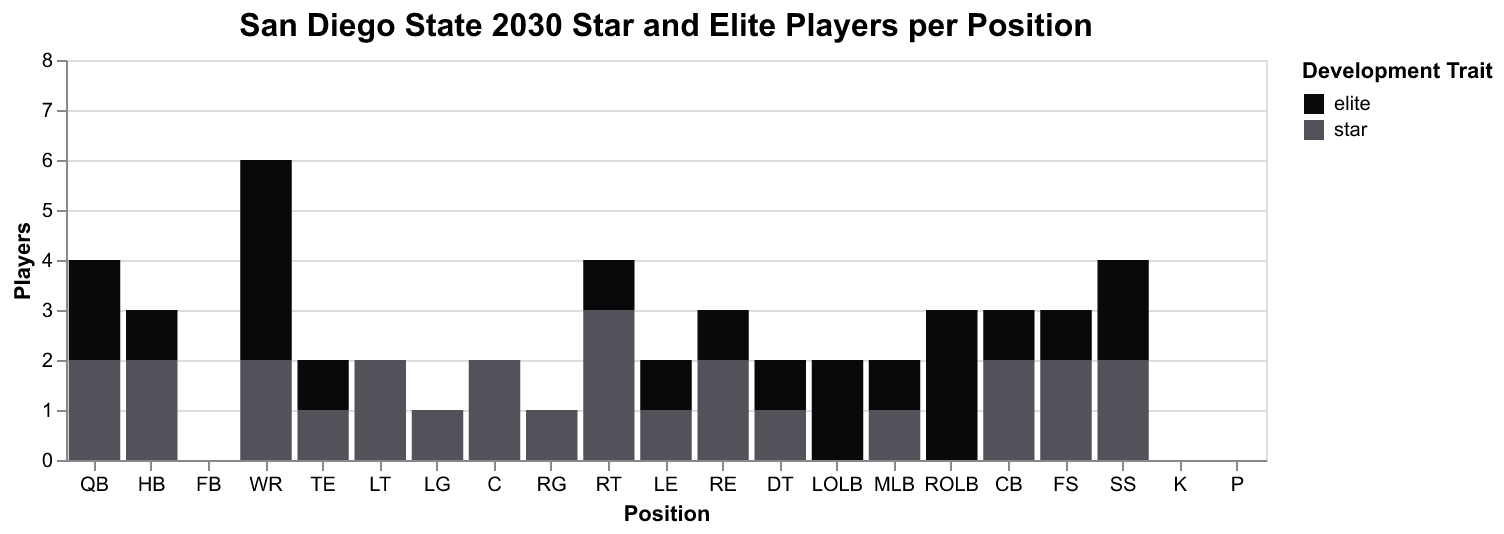 San Diego State 2030 Star and Elite Players per Position
Development Trait
elite
star
Players
8
7
6
5
4
3
2
1
0
QB HB FB WR TE LT LG C RG RT LE RE DT LOLB MLB ROLB CB FS SS K P
Position